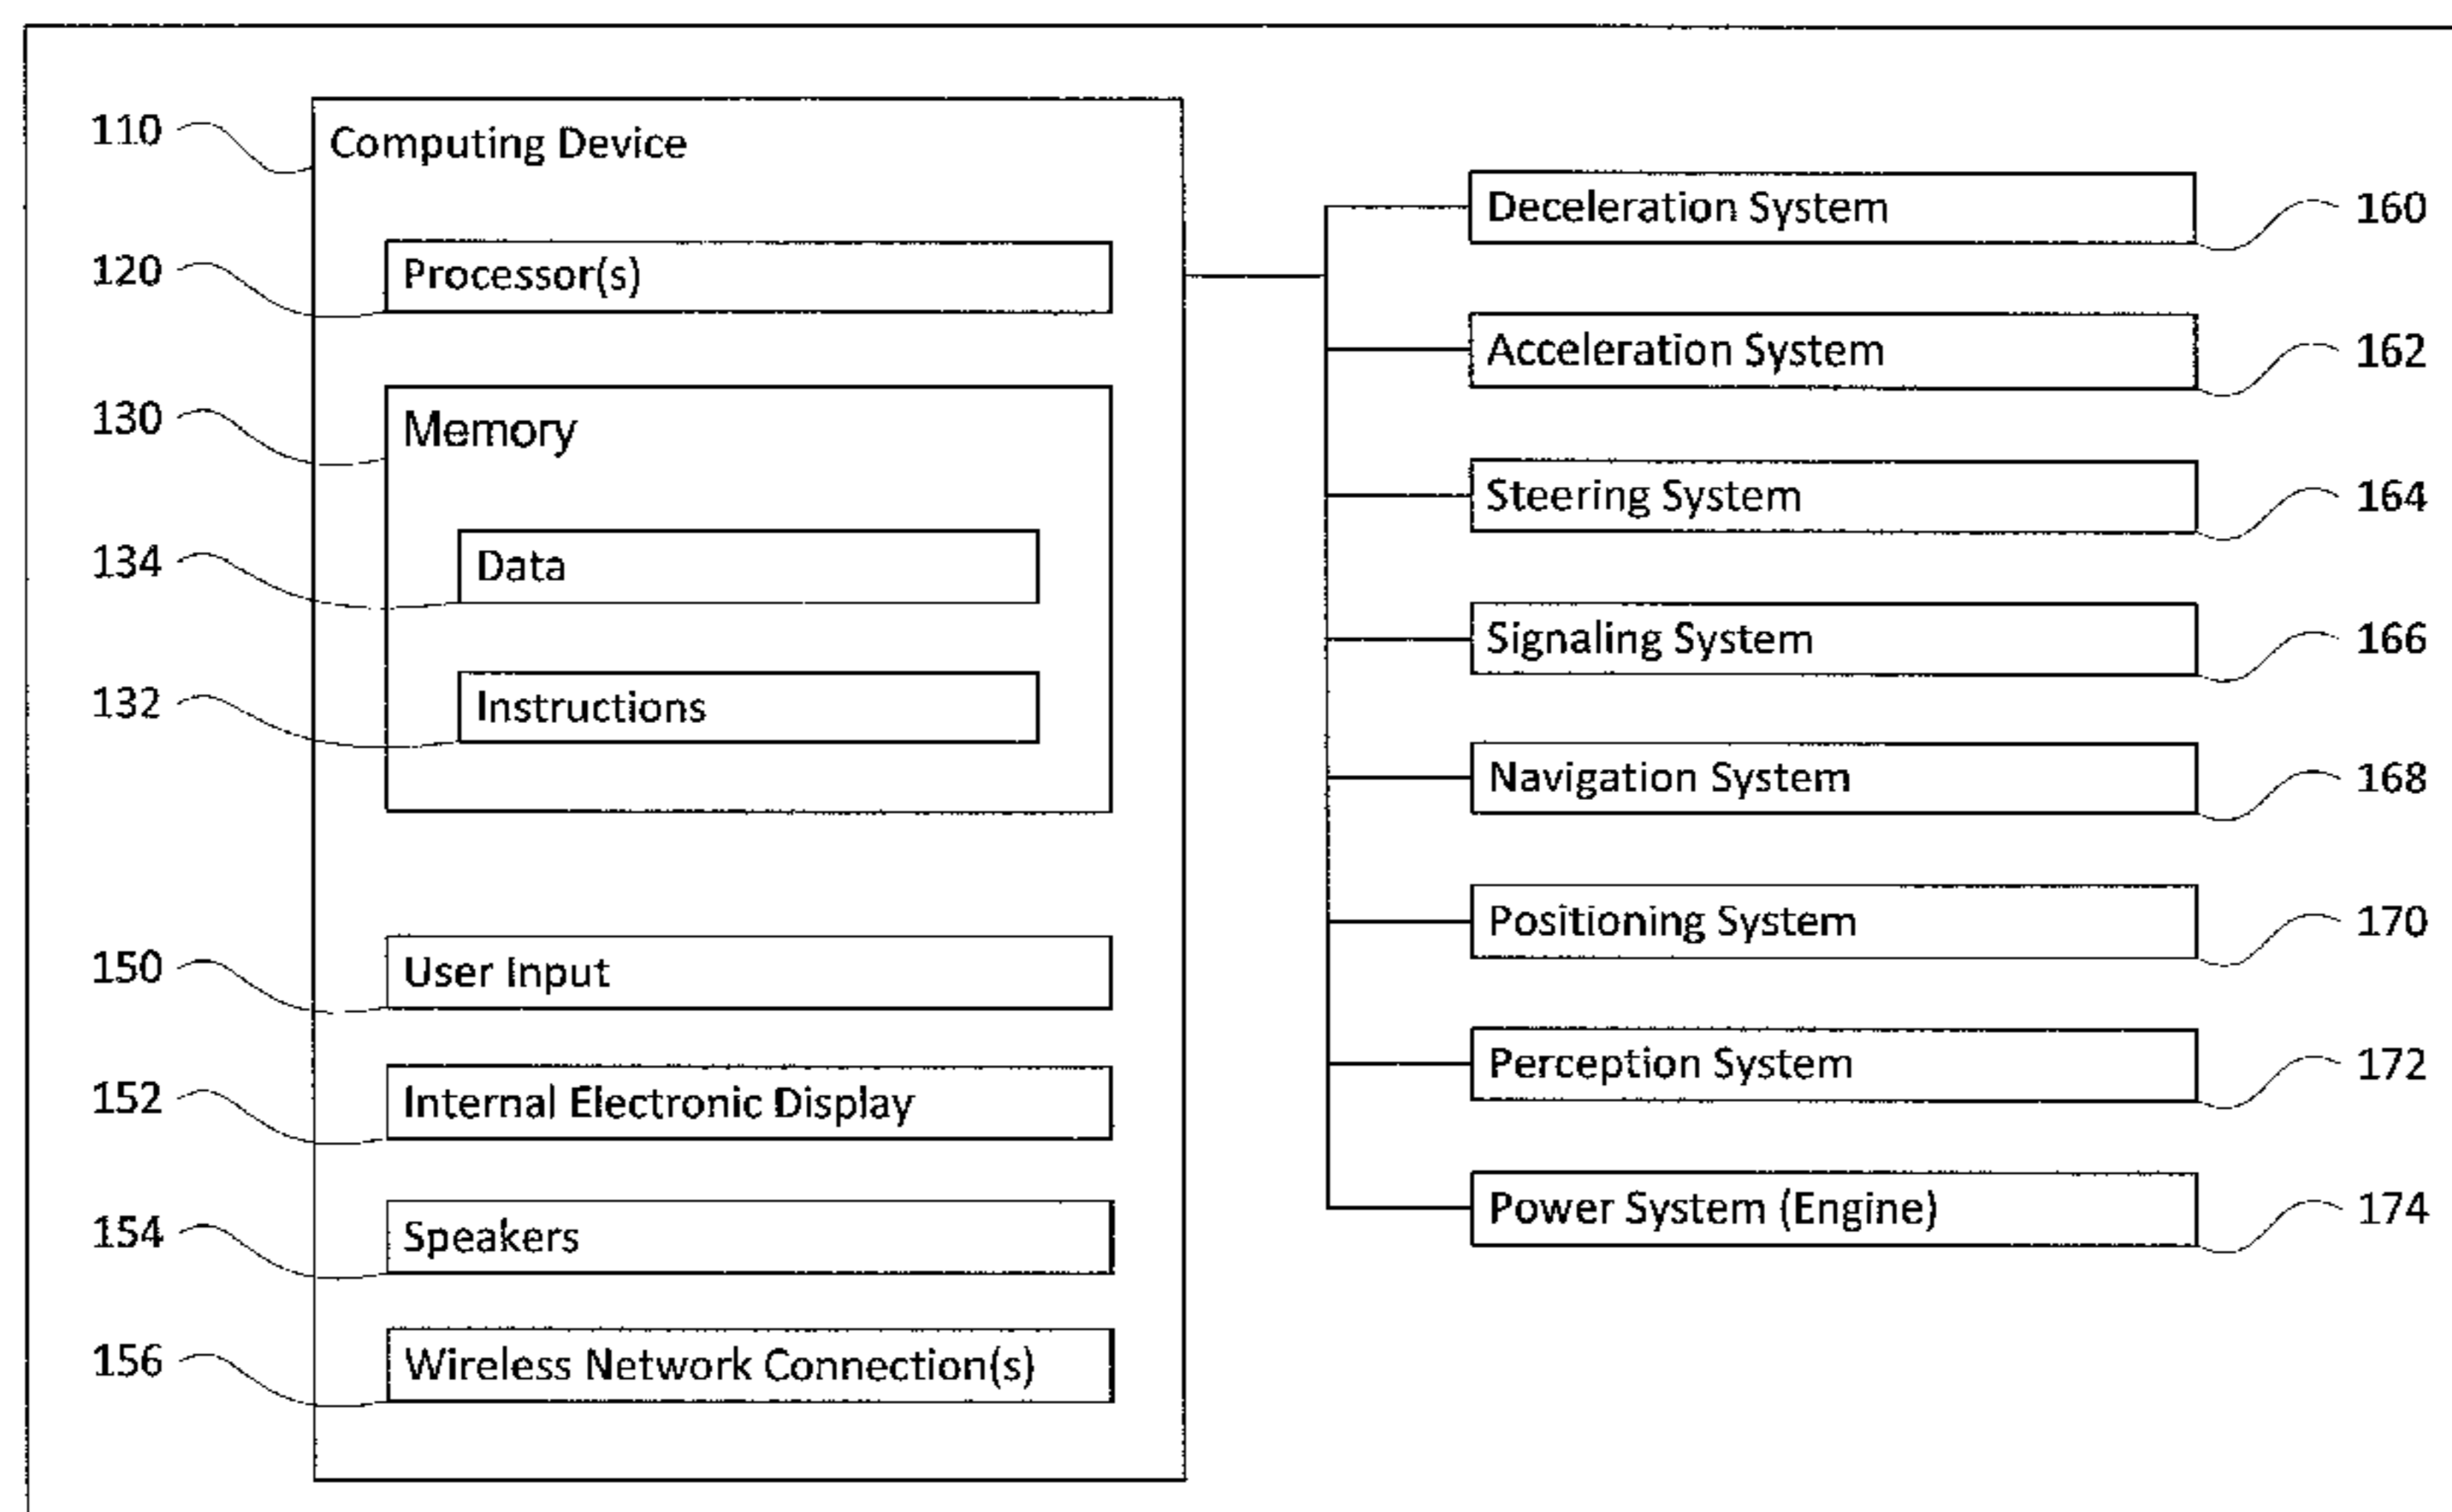 110 Computing Device
120 Processor(s)
130 Memory
134 Data
132 Instructions
150 User Input
152 Internal Electronic Display
154 Speakers
156 Wireless Network Connection(s)
Deceleration System 160
Acceleration System 162
Steering System 164
Signaling System 166
Navigation System 168
Positioning System 170
Perception System 172
Power System (Engine) 174